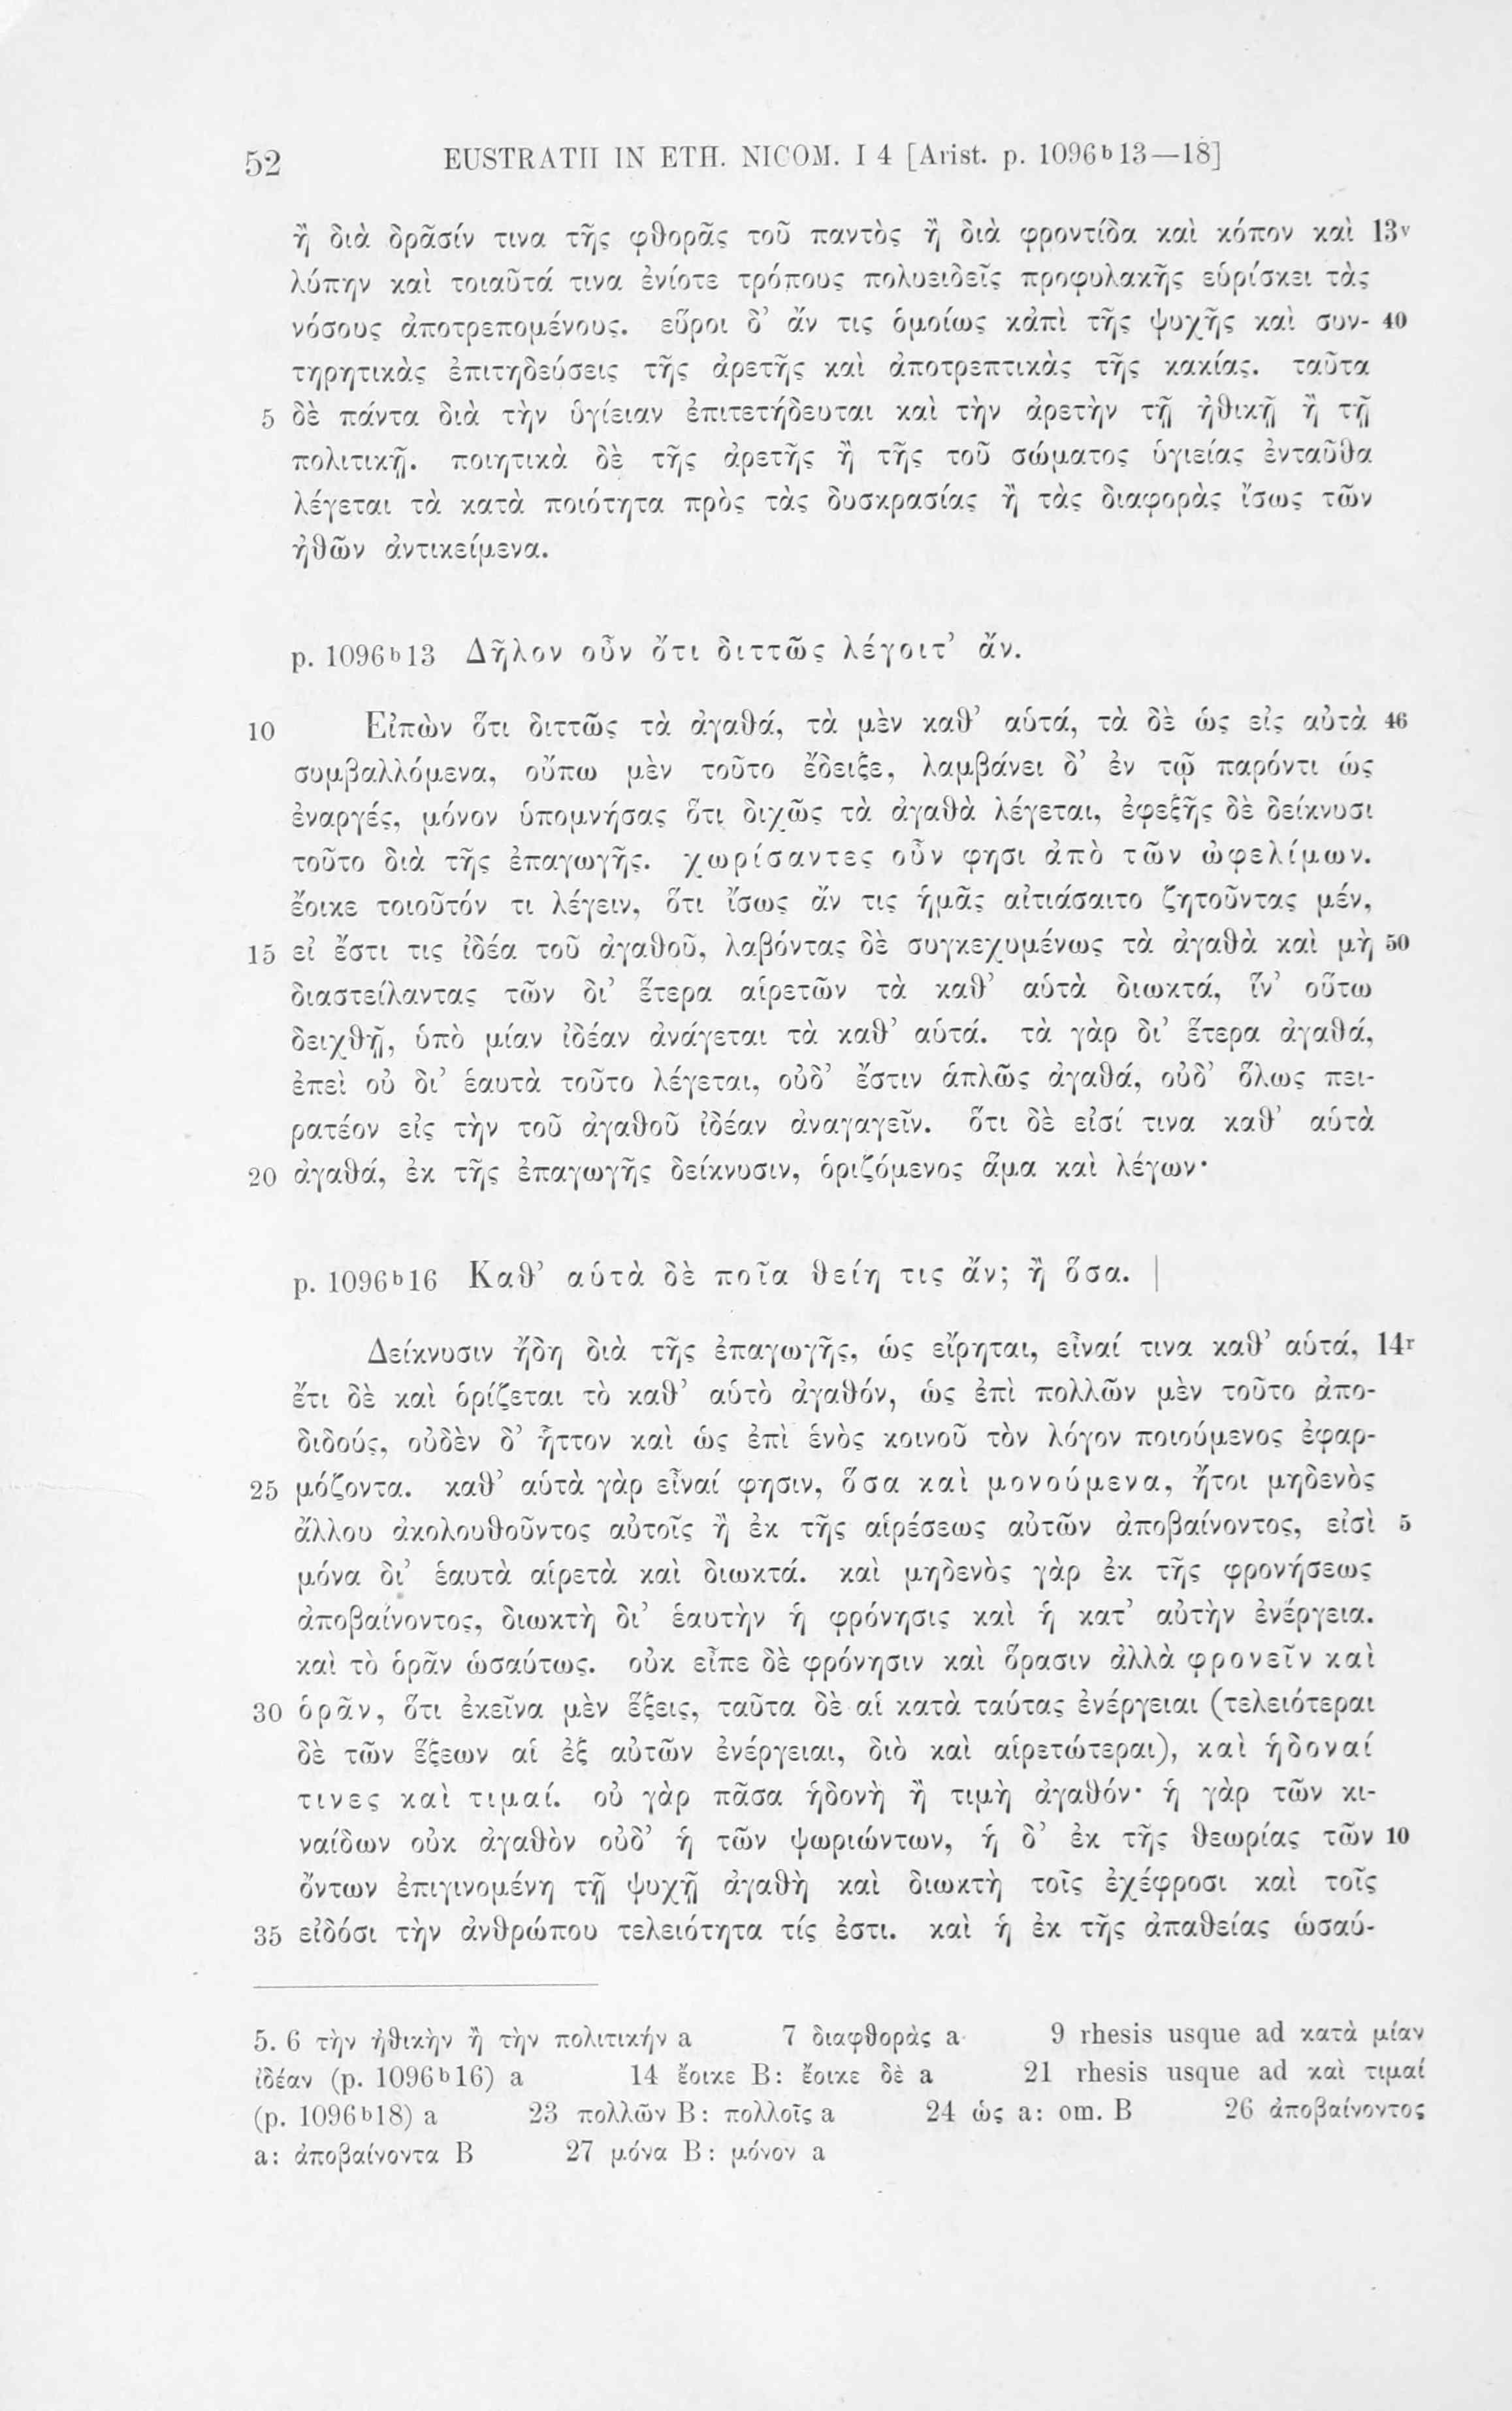 52 EUSTRATII IN ETH. NICOM. I 4 [Arist. p. 1096b13—18]
ἢ διὰ δρᾶσίν τινα τῆς φθορᾶς τοῦ παντὸς ἢ διὰ φροντίδα καὶ κόπον καὶ 13v
λύπην καὶ τοιαῦτά τινα ἐνίοτε τρόπους πολυειδεῖς προφυλακῆς εὑρίσκει τὰς
νόσους ἀποτρεπομένους. εὕροι δ’ ἄν τις ὁμοίως κἀπὶ τῆς ψυχῆς καὶ συν- 40
τηρητικὰς ἐπιτηδεύσεις τῆς ἀρετῆς καὶ ἀποτρεπτικὰς τῆς κακίας. ταῦτα
5 δὲ πάντα διὰ τὴν ὑγίειαν ἐπιτετήδευται καὶ τὴν ἀρετὴν τῇ ἠθικῇ ἢ τῇ
πολιτικῇ. ποιητικὰ δὲ τῆς ἀρετῆς ἢ τῆς τοῦ σώματος ὑγιείας ἐνταῦθα
λέγεται τὰ κατὰ ποιότητα πρὸς τὰς δυσκρασίας ἢ τὰς διαφορὰς ἴσως τῶν
ἠθῶν ἀντικείμενα.
p. 1096b13 Δῆλον οὖν ὅτι διττῶς λέγοιτ’ ἄν.
10 Εἰπὼν ὅτι διττῶς τὰ ἀγαθά, τὰ μὲν καθ’ αὑτά, τὰ δὲ ὡς εἰς αὐτὰ 46
συμβαλλόμενα, οὔπω μὲν τοῦτο ἔδειξε, λαμβάνει δ’ ἐν τῷ παρόντι ὡς
ἐναργές, μόνον ὑπομνήσας ὅτι διχῶς τὰ ἀγαθὰ λέγεται, ἐφεξῆς δὲ δείκνυσι
τοῦτο διὰ τῆς ἐπαγωγῆς. χωρίσαντες οὖν φησι ἀπὸ τῶν ὠφελίμων.
ἔοικε τοιοῦτόν τι λέγειν, ὅτι ἴσως ἄν τις ἡμᾶς αἰτιάσαιτο ζητοῦντας μέν,
15 εἰ ἔστι τις ἰδέα τοῦ ἀγαθοῦ, λαβόντας δὲ συγκεχυμένως τὰ ἀγαθὰ καὶ μὴ 50
διαστείλαντας τῶν δι’ ἕτερα αἱρετῶν τὰ καθ’ αὑτὰ διωκτά, ἵν’ οὕτω
δειχθῇ, ὑπὸ μίαν ἰδέαν ἀνάγεται τὰ καθ’ αὑτά. τὰ γὰρ δι’ ἕτερα ἀγαθά,
ἐπεὶ οὐ δι’ ἑαυτὰ τοῦτο λέγεται, οὐδ’ ἔστιν ἁπλῶς ἀγαθά, οὐδ’ ὅλως πει-
ρατέον εἰς τὴν τοῦ ἀγαθοῦ ἰδέαν ἀναγαγεῖν. ὅτι δὲ εἰσί τινα καθ’ αὑτὰ
20 ἀγαθά, ἐκ τῆς ἐπαγωγῆς δείκνυσιν, ὁριζόμενος ἅμα καὶ λέγων·
p. 1096b16 Καθ’ αὑτὰ δὲ ποῖα θείη τις ἄν; ἢ ὅσα. |
Δείκνυσιν ἤδη διὰ τῆς ἐπαγωγῆς, ὡς εἴρηται, εἶναί τινα καθ’ αὑτά, 14r
ἔτι δὲ καὶ ὁρίζεται τὸ καθ’ αὑτὸ ἀγαθόν, ὡς ἐπὶ πολλῶν μὲν τοῦτο ἀπο-
διδούς, οὐδὲν δ’ ἧττον καὶ ὡς ἐπὶ ἑνὸς κοινοῦ τὸν λόγον ποιούμενος ἐφαρ-
25 μόζοντα. καθ’ αὑτὰ γὰρ εἶναί φησιν, ὅσα καὶ μονούμενα, ἤτοι μηδενὸς
ἄλλου ἀκολουθοῦντος αὐτοῖς ἢ ἐκ τῆς αἱρέσεως αὐτῶν ἀποβαίνοντος, εἰσὶ 5
μόνα δι’ ἑαυτὰ αἱρετὰ καὶ διωκτά. καὶ μηδενὸς γὰρ ἐκ τῆς φρονήσεως
ἀποβαίνοντος, διωκτὴ δι’ ἑαυτὴν ἡ φρόνησις καὶ ἡ κατ’ αὐτὴν ἐνέργεια.
καὶ τὸ ὁρᾶν ὡσαύτως. οὐκ εἶπε δὲ φρόνησιν καὶ ὅρασιν ἀλλὰ φρονεῖν καὶ
30 ὁρᾶν, ὅτι ἐκεῖνα μὲν ἕξεις, ταῦτα δὲ αἱ κατὰ ταύτας ἐνέργειαι (τελειότεραι
δὲ τῶν ἕξεων αἱ ἐξ αὐτῶν ἐνέργειαι, διὸ καὶ αἱρετώτεραι), καὶ ἡδοναί
τινες καὶ τιμαί. οὐ γὰρ πᾶσα ἡδονὴ ἢ τιμὴ ἀγαθόν· ἡ γὰρ τῶν κι-
ναίδων οὐκ ἀγαθὸν οὐδ’ ἡ τῶν ψωριώντων, ἡ δ’ ἐκ τῆς θεωρίας τῶν 10
ὄντων ἐπιγινομένη τῇ ψυχῇ ἀγαθὴ καὶ διωκτὴ τοῖς ἐχέφροσι καὶ τοῖς
35 εἰδόσι τὴν ἀνθρώπου τελειότητα τίς ἐστι. καὶ ἡ ἐκ τῆς ἀπαθείας ὡσαύ-
5. 6 τὴν ἠθικὴν ἢ τὴν πολιτικήν a 7 διαφθορὰς a 9 rhesis usque ad κατὰ μίαν
ἰδέαν (p. 1096b16) a 14 ἔοικε B: ἔοικε δὲ a 21 rhesis usque ad καὶ τιμαί
(p. 1096b18) a 23 πολλῶν B: πολλοῖς a 24 ὡς a: om. B 26 ἀποβαίνοντος
a: ἀποβαίνοντα B 27 μόνα B: μόνον a